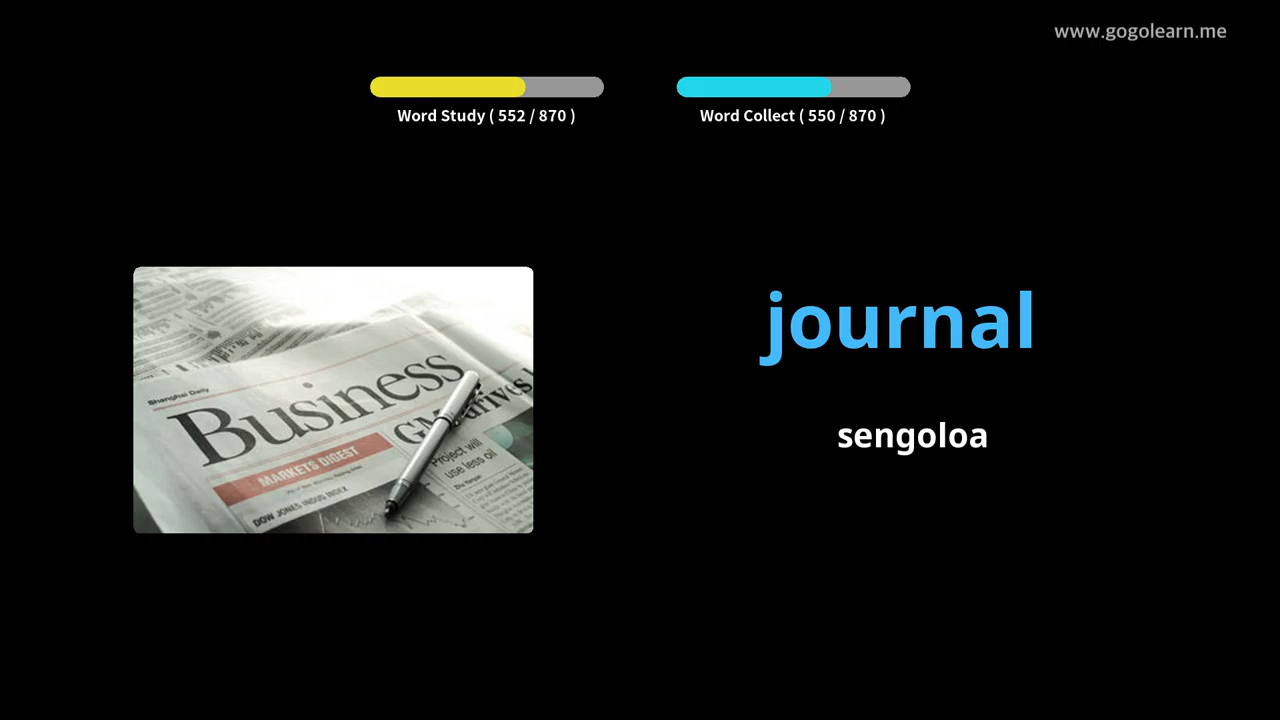 www.gogolearn.me
Word Study ( 552 / 870 )
Word Collect ( 550 / 870 )
Shanghai Daily
Business
MARKETS DIGEST
DOW JONES INDUS INDEX
GM drives
Project will
use less oil
journal
sengoloa